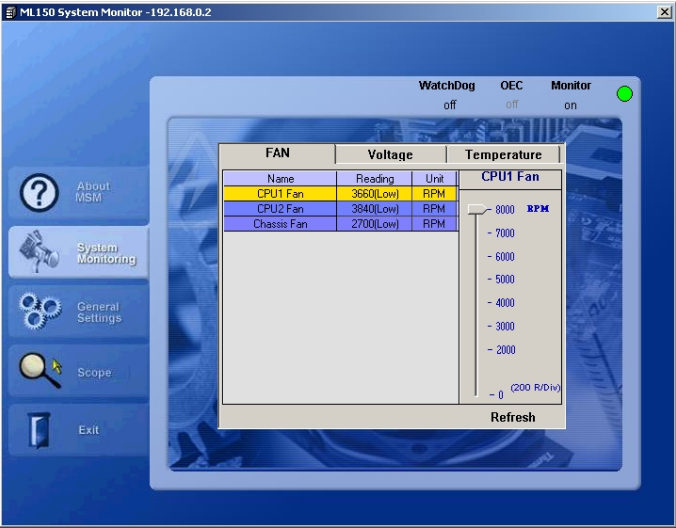 ML150 System Monitor -192.168.0.2
WatchDog OEC Monitor
off off on
FAN Voltage Temperature
Name Reading Unit CPU1 Fan
CPU1 Fan 3660(Low) RPM
CPU2 Fan 3840(Low) RPM
Chassis Fan 2700(Low) RPM
8000 RPM
- 7000
- 6000
- 5000
- 4000
- 3000
- 2000
(200 R/Div)
- 0
Refresh
About
MSM
System
Monitoring
General
Settings
Scope
Exit